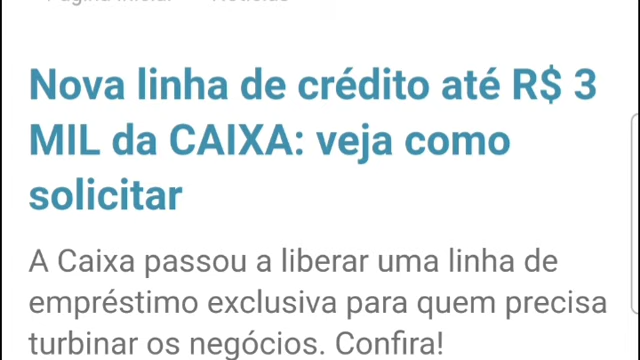 Nova linha de crédito até R$ 3
MIL da CAIXA: veja como
solicitar
A Caixa passou a liberar uma linha de
empréstimo exclusiva para quem precisa
turbinar os negócios. Confira!